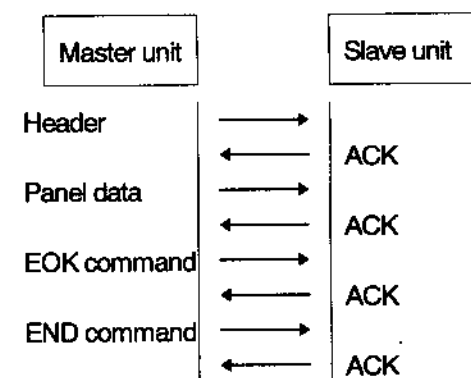 Master unit
Slave unit
Header
ACK
Panel data
ACK
EOK command
ACK
END command
ACK